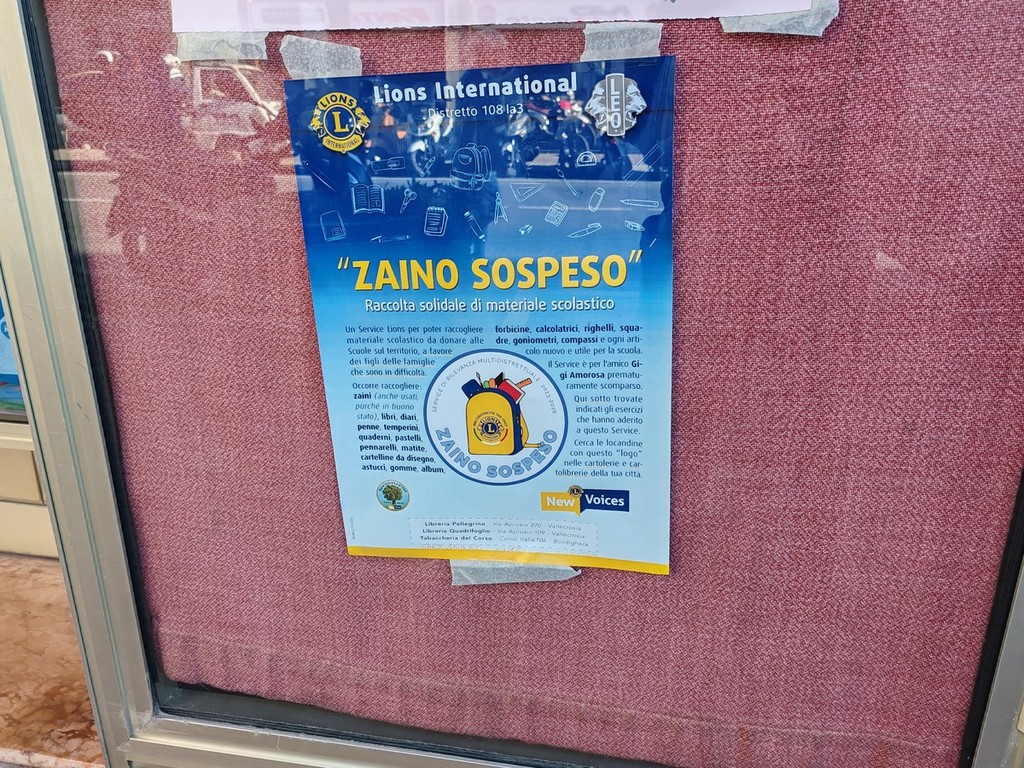 Lions International
Distretto 108 Ia3
LIONS
L
INTERNATIONAL
LEO
"ZAINO SOSPESO"
Raccolta solidale di materiale scolastico
Un Service Lions per poter raccogliere
materiale scolastico da donare alle
Scuole sul territorio, a favore
dei figli delle famiglie
che sono in difficoltà.
Occorre raccogliere:
zaini (anche usati,
purché in buono
stato), libri, diari,
penne, temperini,
quaderni, pastelli,
pennarelli, matite,
cartelline da disegno,
astucci, gomme, album,
forbicine, calcolatrici, righelli, squa-
dre, goniometri, compassi e ogni arti-
colo nuovo e utile per la scuola.
Il Service è per l'amico Gi-
gi Amorosa prematu-
ramente scomparso.
Qui sotto trovate
indicati gli esercizi
che hanno aderito
a questo Service.
Cerca le locandine
con questo "logo"
nelle cartolerie e car-
tolibrerie della tua città.
SERVICE DI RILEVANZA MULTIDISTRETTUALE
ZAINO SOSPESO
New Voices
Libreria Pellegrino - Via Aprosio 270 - Vallecrosia
Libreria Quadrifoglio - Via Aprosio 109 - Vallecrosia
Tabaccheria del Corso - Corso Italia 106 - Bordighera